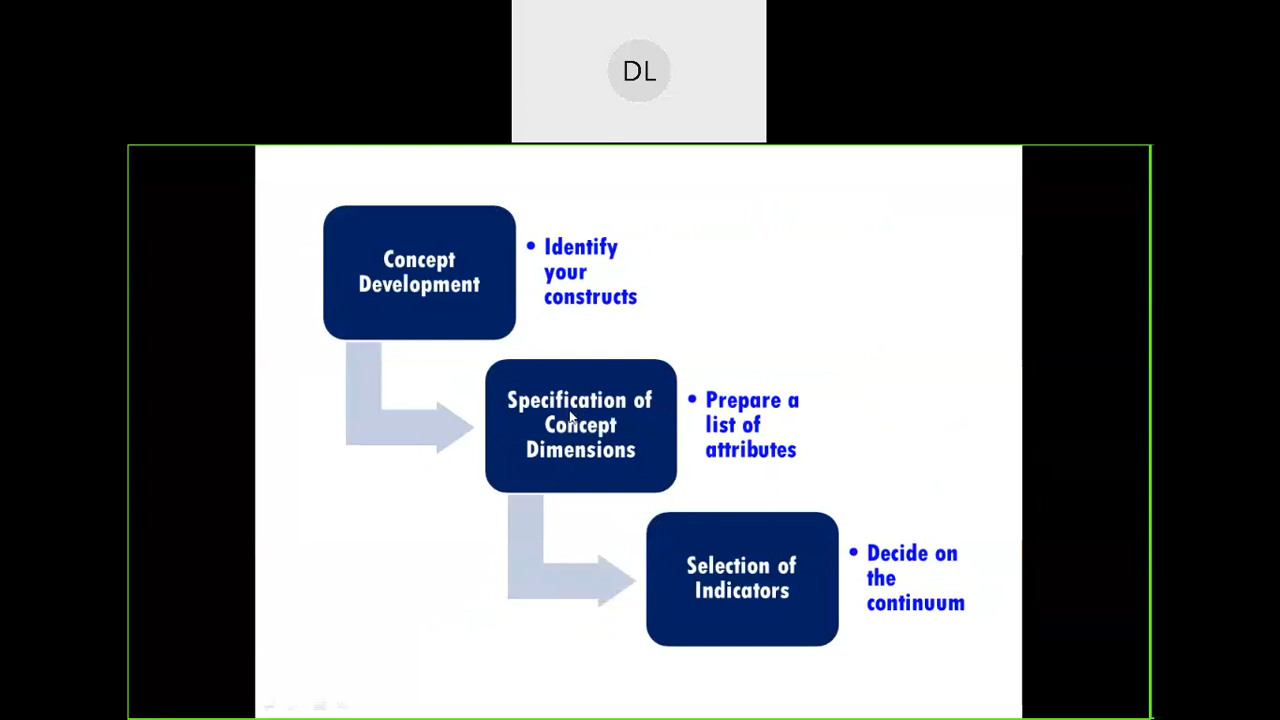 DL
Concept
Development
• Identify
your
constructs
Specification of
Concept
Dimensions
• Prepare a
list of
attributes
Selection of
Indicators
• Decide on
the
continuum